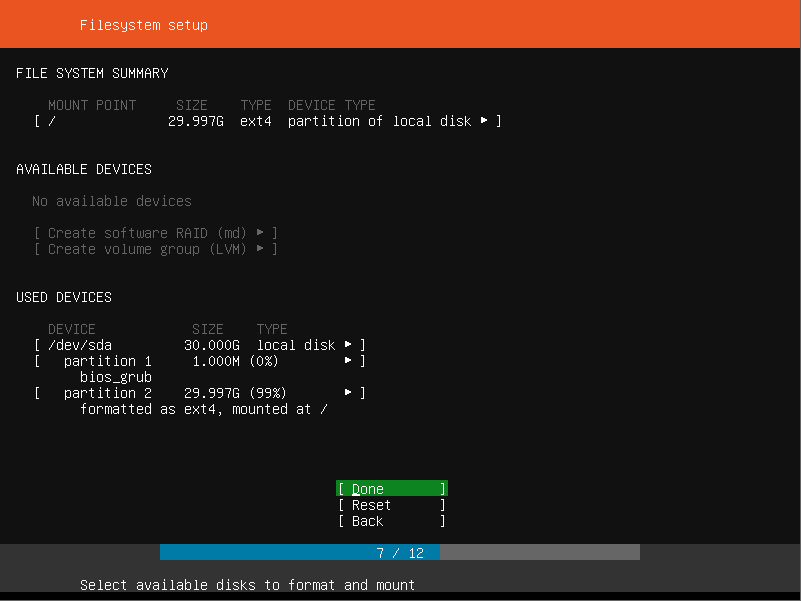 Filesystem setup
FILE SYSTEM SUMMARY
MOUNT POINT SIZE TYPE DEVICE TYPE
[ / 29.997G ext4 partition of local disk ▸ ]
AVAILABLE DEVICES
No available devices
[ Create software RAID (md) ▸ ]
[ Create volume group (LVM) ▸ ]
USED DEVICES
DEVICE SIZE TYPE
[ /dev/sda 30.000G local disk ▸ ]
[ partition 1 1.000M (0%) ▸ ]
bios_grub
[ partition 2 29.997G (99%) ▸ ]
formatted as ext4, mounted at /
[ Done ]
[ Reset ]
[ Back ]
7 / 12
Select available disks to format and mount